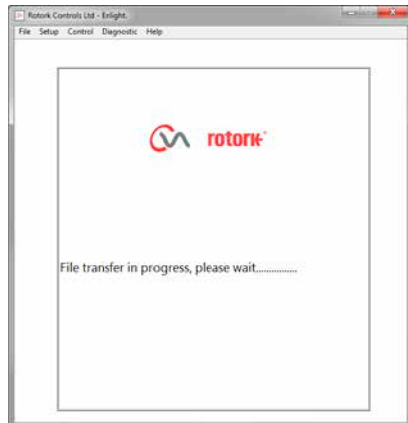 Rotork Controls Ltd - Enlight.
File Setup Control Diagnostic Help
rotork
File transfer in progress, please wait................